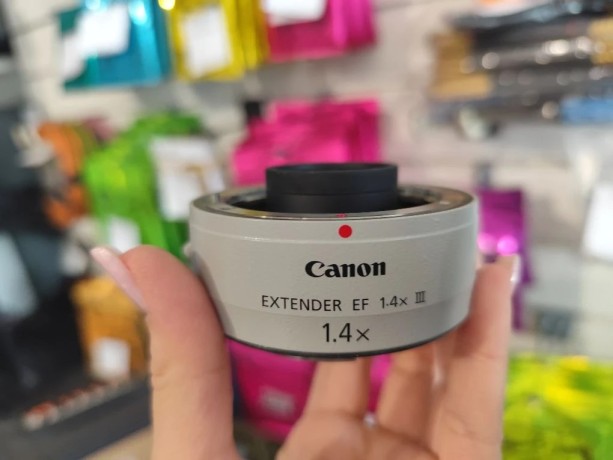 Canon
EXTENDER EF 1.4× III
1.4×